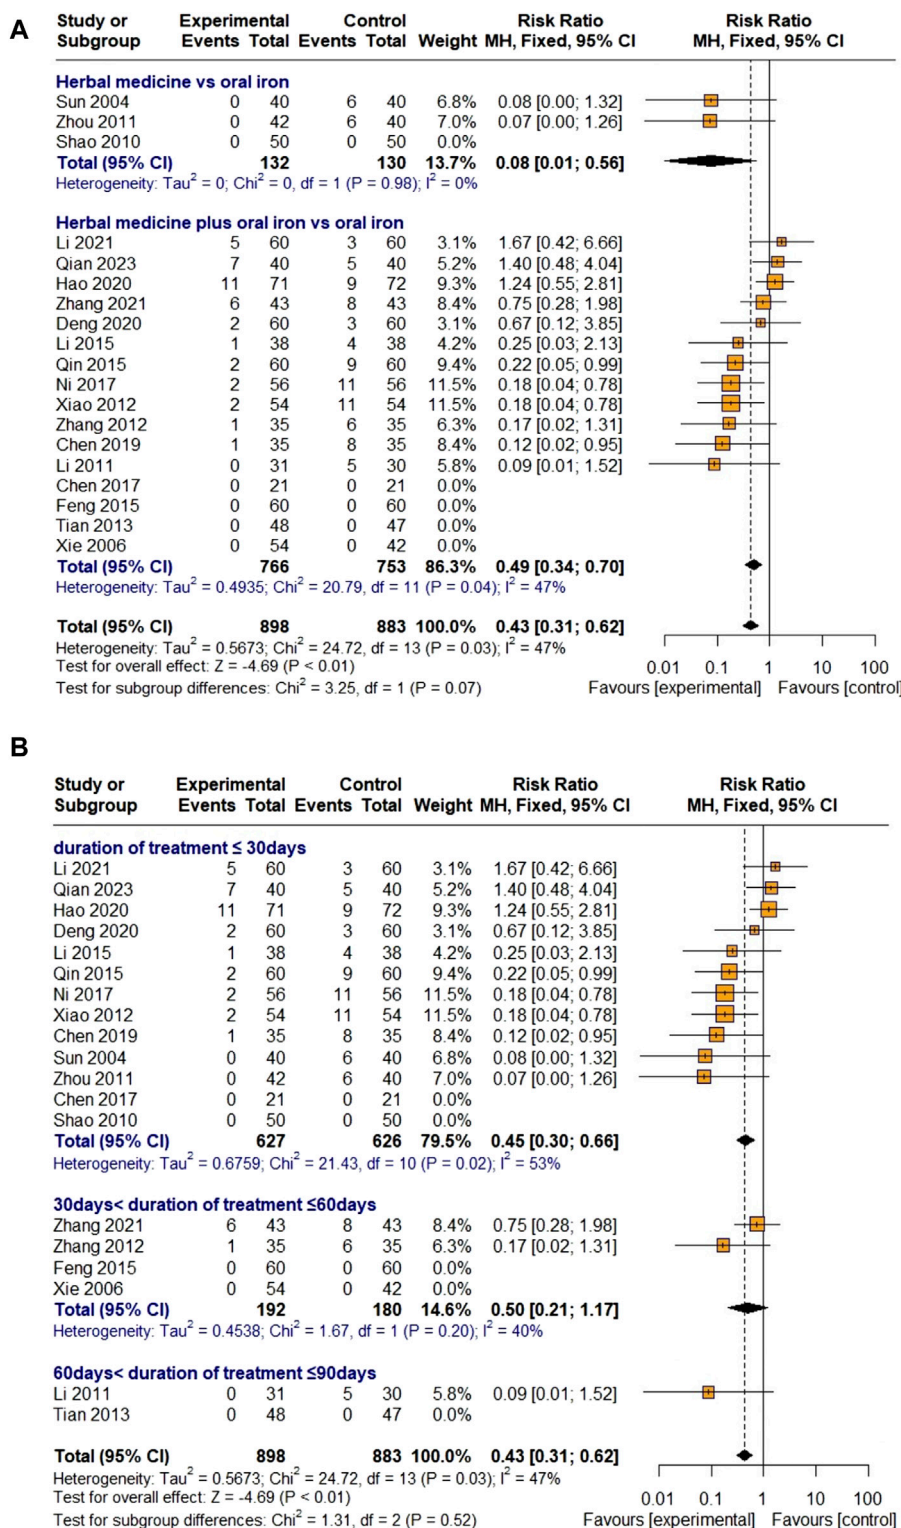 A
Study or Experimental Control Risk Ratio Risk Ratio
Subgroup Events Total Events Total Weight MH, Fixed, 95% CI MH, Fixed, 95% CI
Herbal medicine vs oral iron
Sun 2004 0 40 6 40 6.8% 0.08 [0.00; 1.32]
Zhou 2011 0 42 6 40 7.0% 0.07 [0.00; 1.26]
Shao 2010 0 50 0 50 0.0%
Total (95% CI) 132 130 13.7% 0.08 [0.01; 0.56]
Heterogeneity: Tau² = 0; Chi² = 0, df = 1 (P = 0.98); I² = 0%
Herbal medicine plus oral iron vs oral iron
Li 2021 5 60 3 60 3.1% 1.67 [0.42; 6.66]
Qian 2023 7 40 5 40 5.2% 1.40 [0.48; 4.04]
Hao 2020 11 71 9 72 9.3% 1.24 [0.55; 2.81]
Zhang 2021 6 43 8 43 8.4% 0.75 [0.28; 1.98]
Deng 2020 2 60 3 60 3.1% 0.67 [0.12; 3.85]
Li 2015 1 38 4 38 4.2% 0.25 [0.03; 2.13]
Qin 2015 2 60 9 60 9.4% 0.22 [0.05; 0.99]
Ni 2017 2 56 11 56 11.5% 0.18 [0.04; 0.78]
Xiao 2012 2 54 11 54 11.5% 0.18 [0.04; 0.78]
Zhang 2012 1 35 6 35 6.3% 0.17 [0.02; 1.31]
Chen 2019 1 35 8 35 8.4% 0.12 [0.02; 0.95]
Li 2011 0 31 5 30 5.8% 0.09 [0.01; 1.52]
Chen 2017 0 21 0 21 0.0%
Feng 2015 0 60 0 60 0.0%
Tian 2013 0 48 0 47 0.0%
Xie 2006 0 54 0 42 0.0%
Total (95% CI) 766 753 86.3% 0.49 [0.34; 0.70]
Heterogeneity: Tau² = 0.4935; Chi² = 20.79, df = 11 (P = 0.04); I² = 47%
Total (95% CI) 898 883 100.0% 0.43 [0.31; 0.62]
Heterogeneity: Tau² = 0.5673; Chi² = 24.72, df = 13 (P = 0.03); I² = 47%
Test for overall effect: Z = -4.69 (P < 0.01)
0.01 0.1 1 10 100
Test for subgroup differences: Chi² = 3.25, df = 1 (P = 0.07)
Favours [experimental] Favours [control]
B
Study or Experimental Control Risk Ratio Risk Ratio
Subgroup Events Total Events Total Weight MH, Fixed, 95% CI MH, Fixed, 95% CI
duration of treatment ≤ 30days
Li 2021 5 60 3 60 3.1% 1.67 [0.42; 6.66]
Qian 2023 7 40 5 40 5.2% 1.40 [0.48; 4.04]
Hao 2020 11 71 9 72 9.3% 1.24 [0.55; 2.81]
Deng 2020 2 60 3 60 3.1% 0.67 [0.12; 3.85]
Li 2015 1 38 4 38 4.2% 0.25 [0.03; 2.13]
Qin 2015 2 60 9 60 9.4% 0.22 [0.05; 0.99]
Ni 2017 2 56 11 56 11.5% 0.18 [0.04; 0.78]
Xiao 2012 2 54 11 54 11.5% 0.18 [0.04; 0.78]
Chen 2019 1 35 8 35 8.4% 0.12 [0.02; 0.95]
Sun 2004 0 40 6 40 6.8% 0.08 [0.00; 1.32]
Zhou 2011 0 42 6 40 7.0% 0.07 [0.00; 1.26]
Chen 2017 0 21 0 21 0.0%
Shao 2010 0 50 0 50 0.0%
Total (95% CI) 627 626 79.5% 0.45 [0.30; 0.66]
Heterogeneity: Tau² = 0.6759; Chi² = 21.43, df = 10 (P = 0.02); I² = 53%
30days< duration of treatment ≤60days
Zhang 2021 6 43 8 43 8.4% 0.75 [0.28; 1.98]
Zhang 2012 1 35 6 35 6.3% 0.17 [0.02; 1.31]
Feng 2015 0 60 0 60 0.0%
Xie 2006 0 54 0 42 0.0%
Total (95% CI) 192 180 14.6% 0.50 [0.21; 1.17]
Heterogeneity: Tau² = 0.4538; Chi² = 1.67, df = 1 (P = 0.20); I² = 40%
60days< duration of treatment ≤90days
Li 2011 0 31 5 30 5.8% 0.09 [0.01; 1.52]
Tian 2013 0 48 0 47 0.0%
Total (95% CI) 898 883 100.0% 0.43 [0.31; 0.62]
Heterogeneity: Tau² = 0.5673; Chi² = 24.72, df = 13 (P = 0.03); I² = 47%
Test for overall effect: Z = -4.69 (P < 0.01)
0.01 0.1 1 10 100
Test for subgroup differences: Chi² = 1.31, df = 2 (P = 0.52)
Favours [experimental] Favours [control]